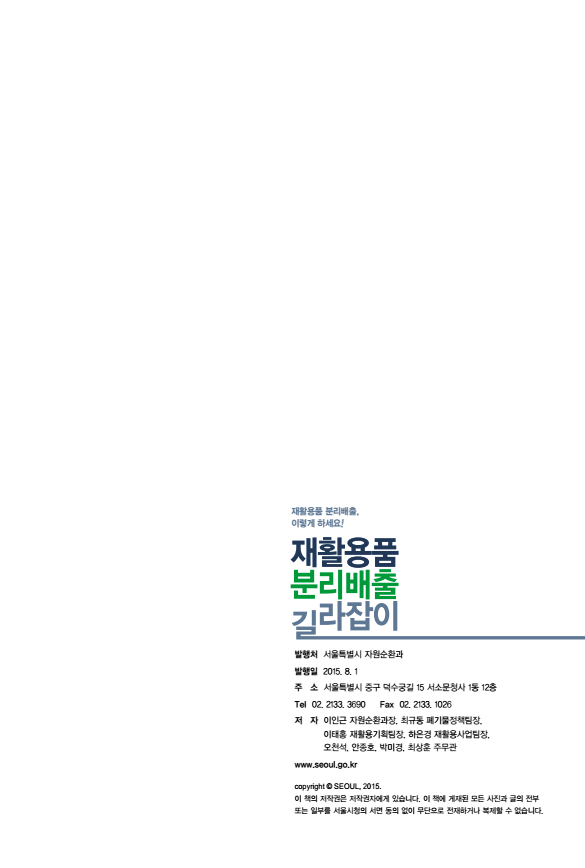 재활용품 분리배출,
이렇게 하세요!
재활용품
분리배출
길라잡이
발행처 서울특별시 자원순환과
발행일 2015. 8. 1
주 소 서울특별시 중구 덕수궁길 15 서소문청사 1동 12층
Tel 02. 2133. 3690 Fax 02. 2133. 1026
저 자 이인근 자원순환과장, 최규동 폐기물정책팀장,
이태홍 재활용기획팀장, 하은경 재활용사업팀장,
오천석, 안종호, 박미경, 최상훈 주무관
www.seoul.go.kr
copyright © SEOUL, 2015.
이 책의 저작권은 저작권자에게 있습니다. 이 책에 게재된 모든 사진과 글의 전부
또는 일부를 서울시청의 서면 동의 없이 무단으로 전재하거나 복제할 수 없습니다.